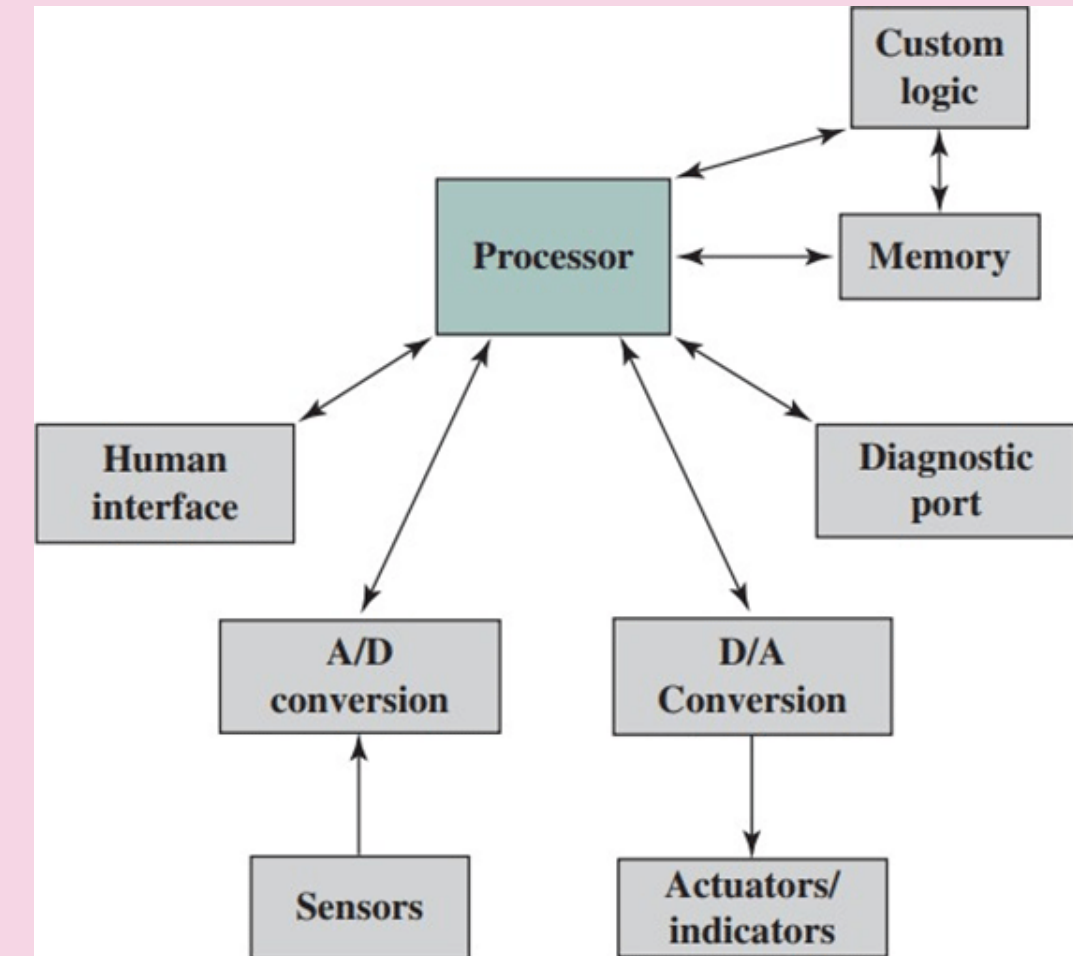 Custom
logic
Processor
Memory
Human
interface
Diagnostic
port
A/D
conversion
D/A
Conversion
Sensors
Actuators/
indicators